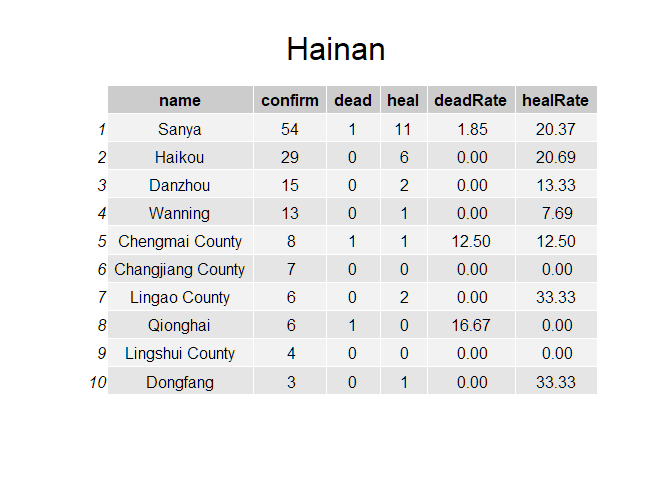 Hainan
name confirm dead heal deadRate healRate
1 Sanya 54 1 11 1.85 20.37
2 Haikou 29 0 6 0.00 20.69
3 Danzhou 15 0 2 0.00 13.33
4 Wanning 13 0 1 0.00 7.69
5 Chengmai County 8 1 1 12.50 12.50
6 Changjiang County 7 0 0 0.00 0.00
7 Lingao County 6 0 2 0.00 33.33
8 Qionghai 6 1 0 16.67 0.00
9 Lingshui County 4 0 0 0.00 0.00
10 Dongfang 3 0 1 0.00 33.33